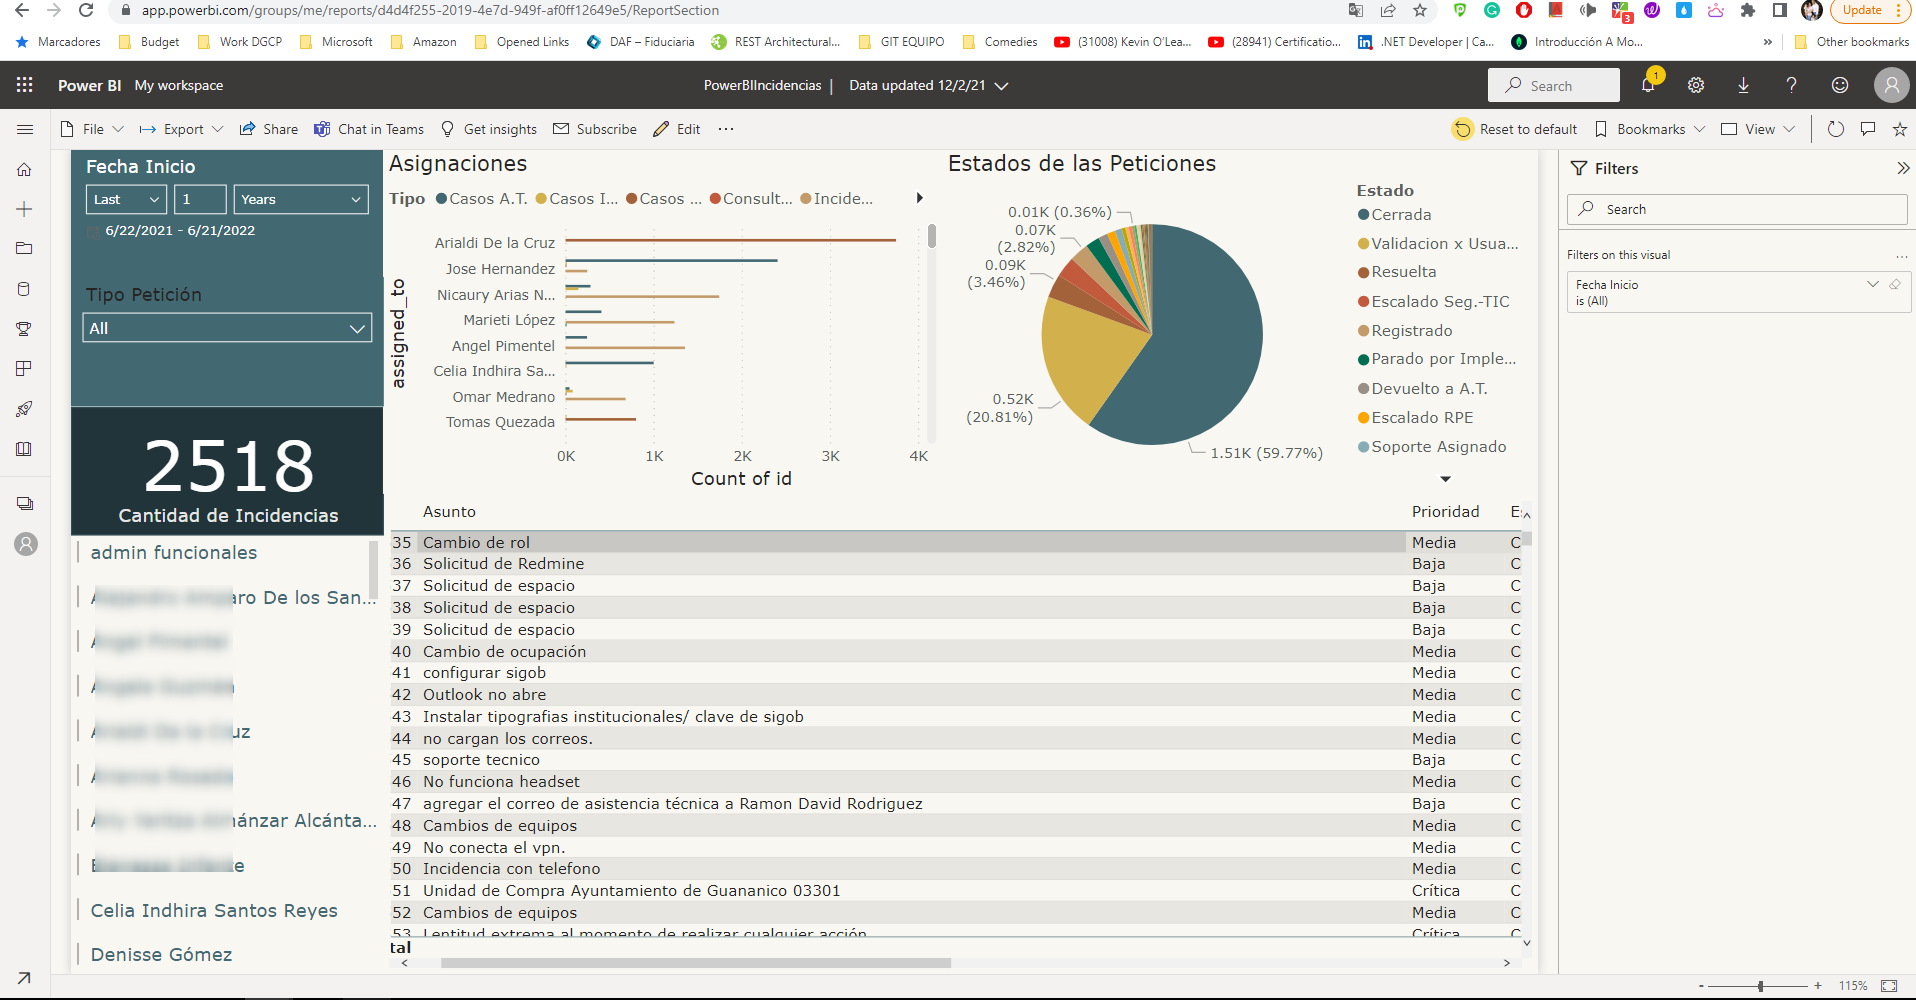 app.powerbi.com/groups/me/reports/d4d4f255-2019-4e7d-949f-af0ff12649e5/ReportSection
3
Update
Marcadores
Budget
Work DGCP
Microsoft
Amazon
Opened Links
DAF – Fiduciaria
REST Architectural...
GIT EQUIPO
Comedies
(31008) Kevin O'Lea...
(28941) Certificatio...
.NET Developer | Ca...
Introducción A Mo...
»
Other bookmarks
Power BI My workspace
PowerBIIncidencias | Data updated 12/2/21
Search
1
File
Export
Share
Chat in Teams
Get insights
Subscribe
Edit
...
Reset to default
Bookmarks
View
Fecha Inicio
Last
1
Years
6/22/2021 - 6/21/2022
Tipo Petición
All
2518
Cantidad de Incidencias
admin funcionales
De los San...
Celia Indhira Santos Reyes
Denisse Gómez
Asignaciones
Tipo Casos A.T. Casos I... Casos ... Consult... Incide...
assigned_to
Arialdi De la Cruz
Jose Hernandez
Nicaury Arias N...
Marieti López
Angel Pimentel
Celia Indhira Sa...
Omar Medrano
Tomas Quezada
0K 1K 2K 3K 4K
Count of id
Estados de las Peticiones
0.01K (0.36%)
0.07K
(2.82%)
0.09K
(3.46%)
0.52K
(20.81%)
1.51K (59.77%)
Estado
Cerrada
Validacion x Usua...
Resuelta
Escalado Seg.-TIC
Registrado
Parado por Imple...
Devuelto a A.T.
Escalado RPE
Soporte Asignado
Asunto Prioridad E
35 Cambio de rol Media C
36 Solicitud de Redmine Baja C
37 Solicitud de espacio Baja C
38 Solicitud de espacio Baja C
39 Solicitud de espacio Baja C
40 Cambio de ocupación Media C
41 configurar sigob Media C
42 Outlook no abre Media C
43 Instalar tipografias institucionales/ clave de sigob Media C
44 no cargan los correos. Media C
45 soporte tecnico Baja C
46 No funciona headset Media C
47 agregar el correo de asistencia técnica a Ramon David Rodriguez Baja C
48 Cambios de equipos Media C
49 No conecta el vpn. Media C
50 Incidencia con telefono Media C
51 Unidad de Compra Ayuntamiento de Guananico 03301 Crítica C
52 Cambios de equipos Media C
53 Lentitud extrema al momento de realizar cualquier acción Crítica C
tal
Filters
Search
Filters on this visual
...
Fecha Inicio
is (All)
- + 115%